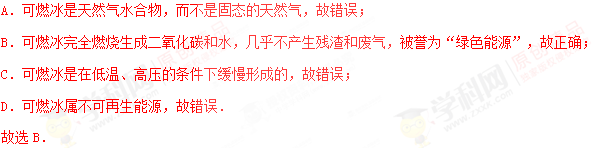 A．可燃冰是天然气水合物，而不是固态的天然气，故错误；
B．可燃冰完全燃烧生成二氧化碳和水，几乎不产生残渣和废气，被誉为“绿色能源”，故正确；
C．可燃冰是在低温、高压的条件下缓慢形成的，故错误；
D．可燃冰属不可再生能源，故错误．
故选 B．